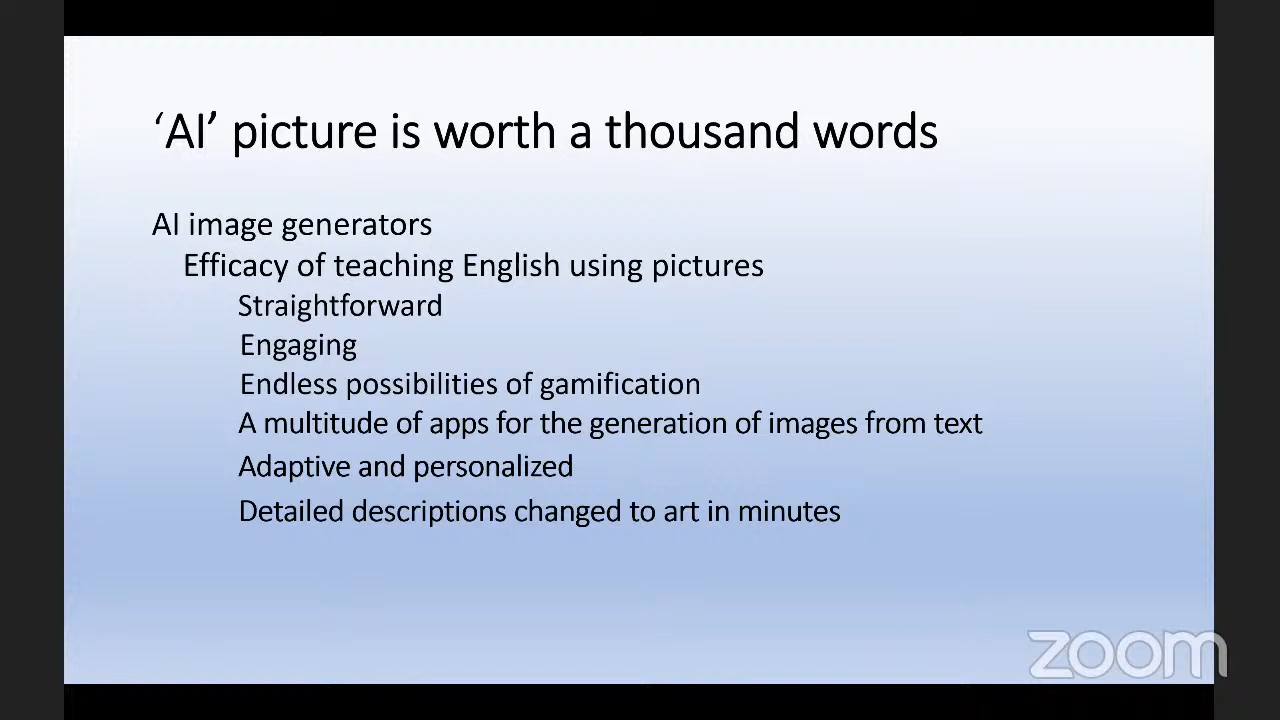 ‘AI’ picture is worth a thousand words
AI image generators
Efficacy of teaching English using pictures
Straightforward
Engaging
Endless possibilities of gamification
A multitude of apps for the generation of images from text
Adaptive and personalized
Detailed descriptions changed to art in minutes
zoom